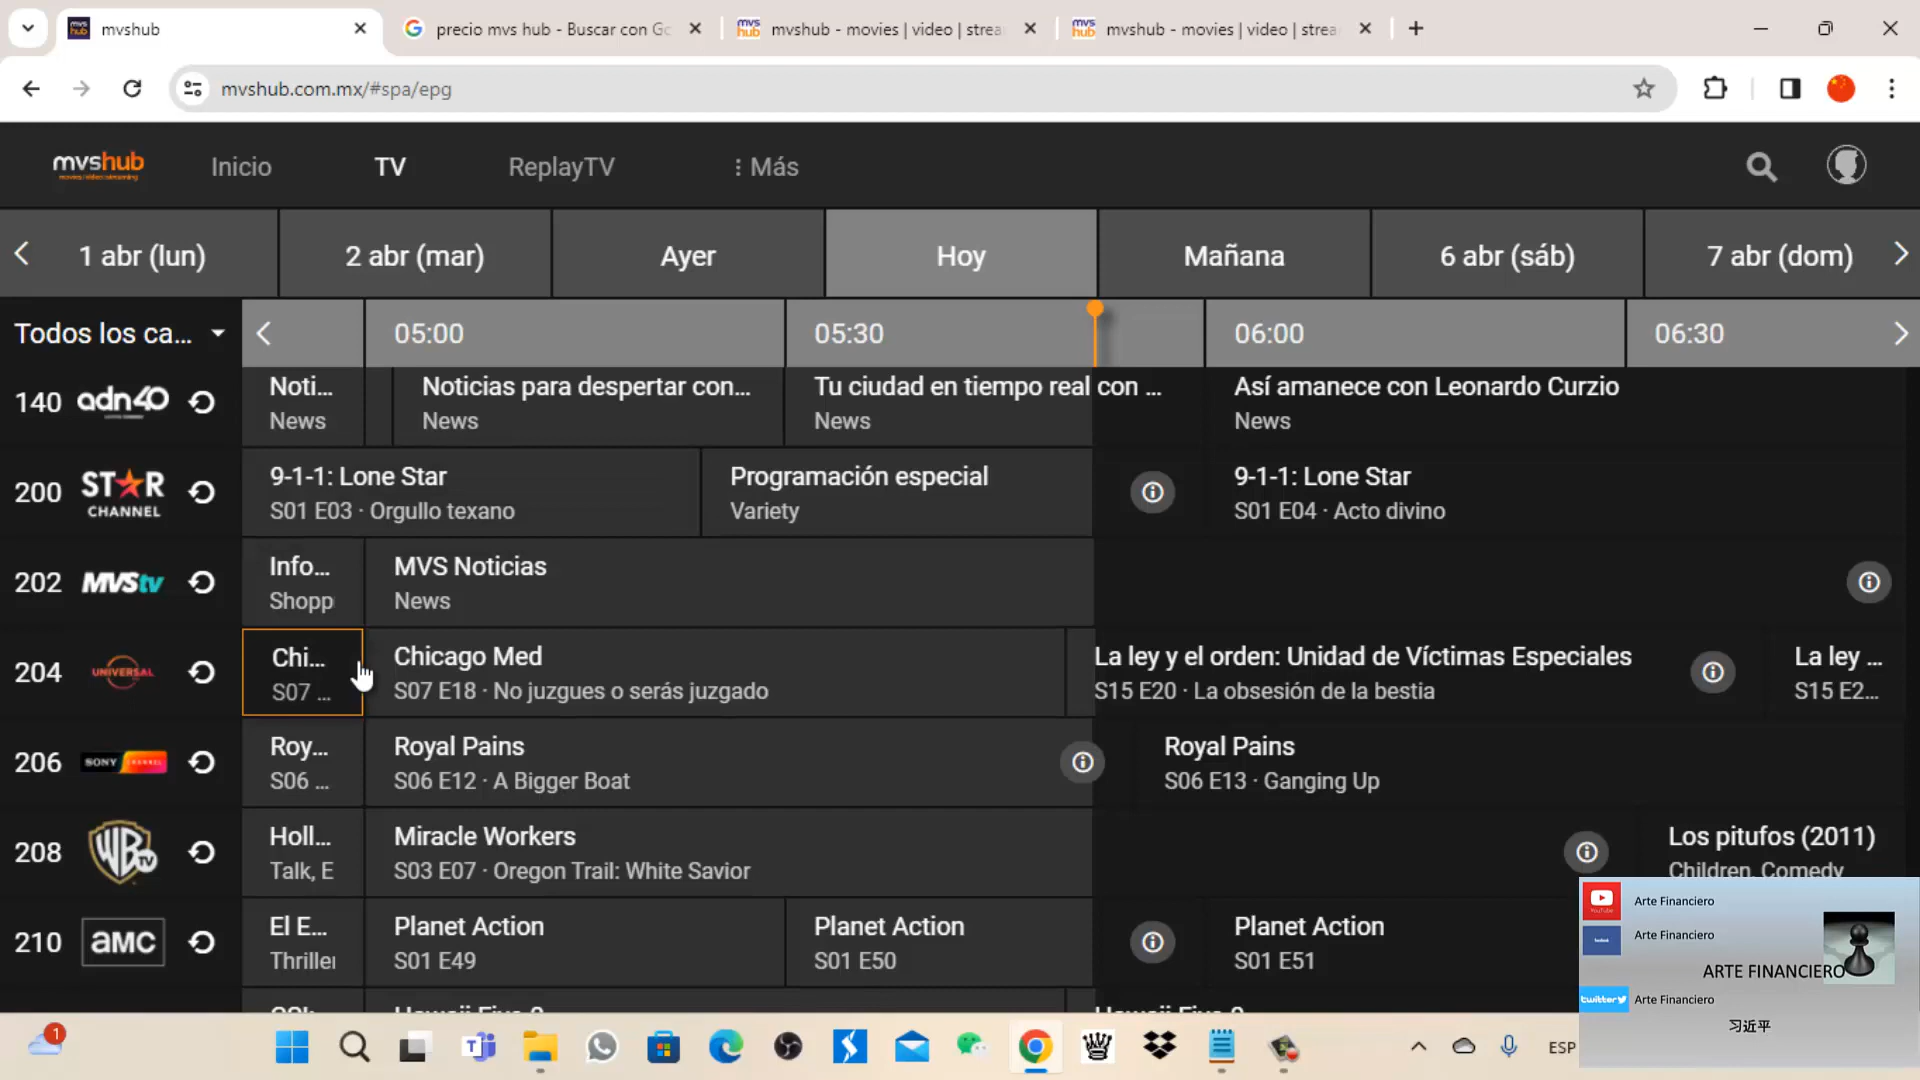 mvshub
precio mvs hub - Buscar con Go
mvshub - movies | video | strea
mvshub - movies | video | strea
mvshub.com.mx/#spa/epg
mvshub
movies|video|streaming
Inicio
TV
ReplayTV
Más
1 abr (lun)
2 abr (mar)
Ayer
Hoy
Mañana
6 abr (sáb)
7 abr (dom)
Todos los ca...
05:00
05:30
06:00
06:30
140 adn40
Noti...
News
Noticias para despertar con...
News
Tu ciudad en tiempo real con ...
News
Así amanece con Leonardo Curzio
News
200 STAR
CHANNEL
9-1-1: Lone Star
S01 E03 · Orgullo texano
Programación especial
Variety
9-1-1: Lone Star
S01 E04 · Acto divino
202 MVStv
Info...
Shopp
MVS Noticias
News
204 UNIVERSAL
Chi...
S07 ...
Chicago Med
S07 E18 · No juzgues o serás juzgado
La ley y el orden: Unidad de Víctimas Especiales
S15 E20 · La obsesión de la bestia
La ley ...
S15 E2...
206 SONY CHANNEL
Roy...
S06 ...
Royal Pains
S06 E12 · A Bigger Boat
Royal Pains
S06 E13 · Ganging Up
208 WB TV
Holl...
Talk, E
Miracle Workers
S03 E07 · Oregon Trail: White Savior
Los pitufos (2011)
Children, Comedy
210 aMC
El E...
Thriller
Planet Action
S01 E49
Planet Action
S01 E50
Planet Action
S01 E51
YouTube
Arte Financiero
facebook
Arte Financiero
ARTE FINANCIERO
twitter
Arte Financiero
习近平
1
ESP